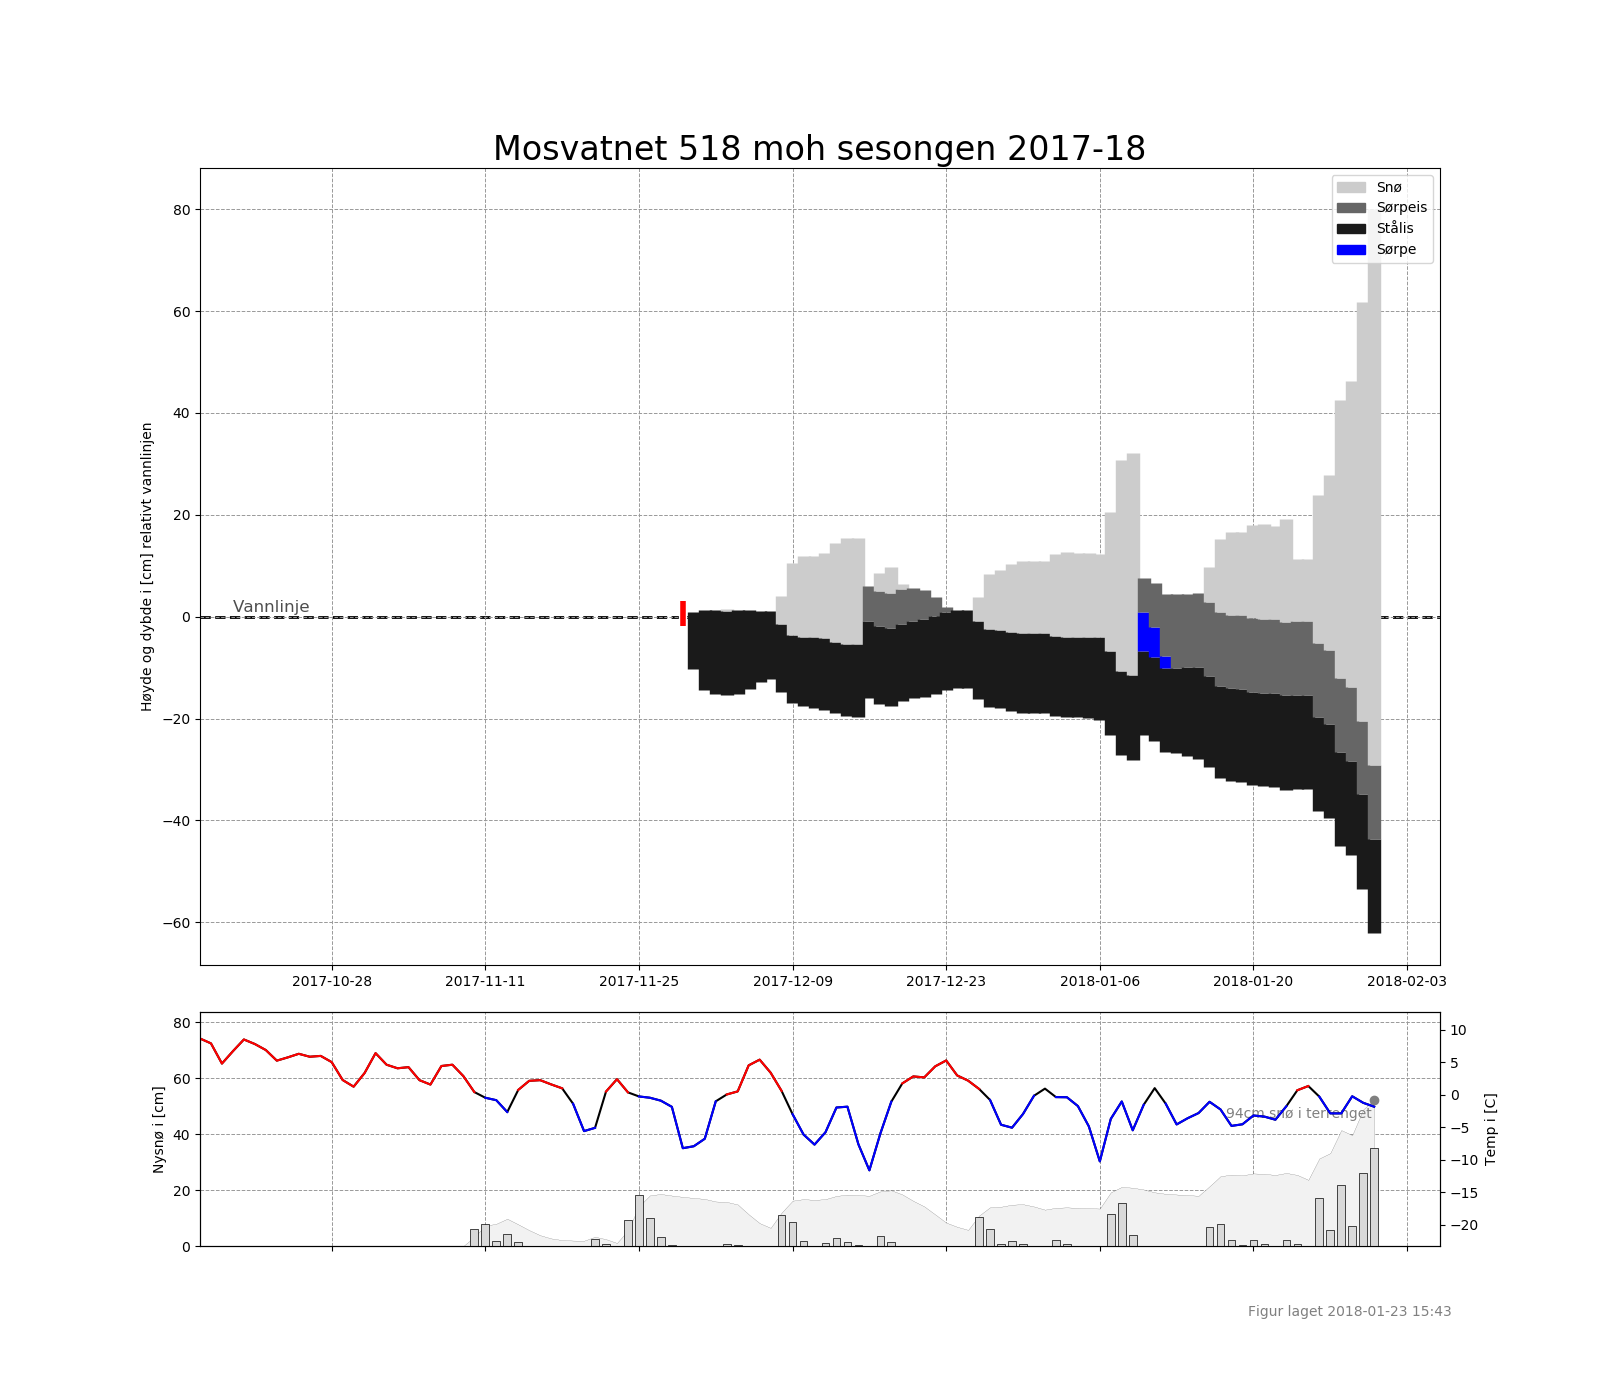 Mosvatnet 518 moh sesongen 2017-18
Snø
Sørpeis
Stålis
Sørpe
80
60
40
20
0
−20
−40
−60
Høyde og dybde i [cm] relativt vannlinjen
Vannlinje
2017-10-28 2017-11-11 2017-11-25 2017-12-09 2017-12-23 2018-01-06 2018-01-20 2018-02-03
80
60
40
20
0
Nysnø i [cm]
94cm snø i terrenget
10
5
0
−5
−10
−15
−20
Temp i [C]
Figur laget 2018-01-23 15:43